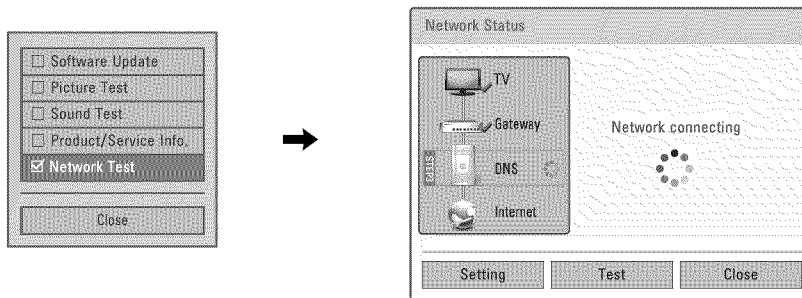 Software Update
Picture Test
Sound Test
Product/Service Info.
Network Test
Close
Network Status
TV
Gateway
STEP3
DNS
Internet
Network connecting
Setting
Test
Close